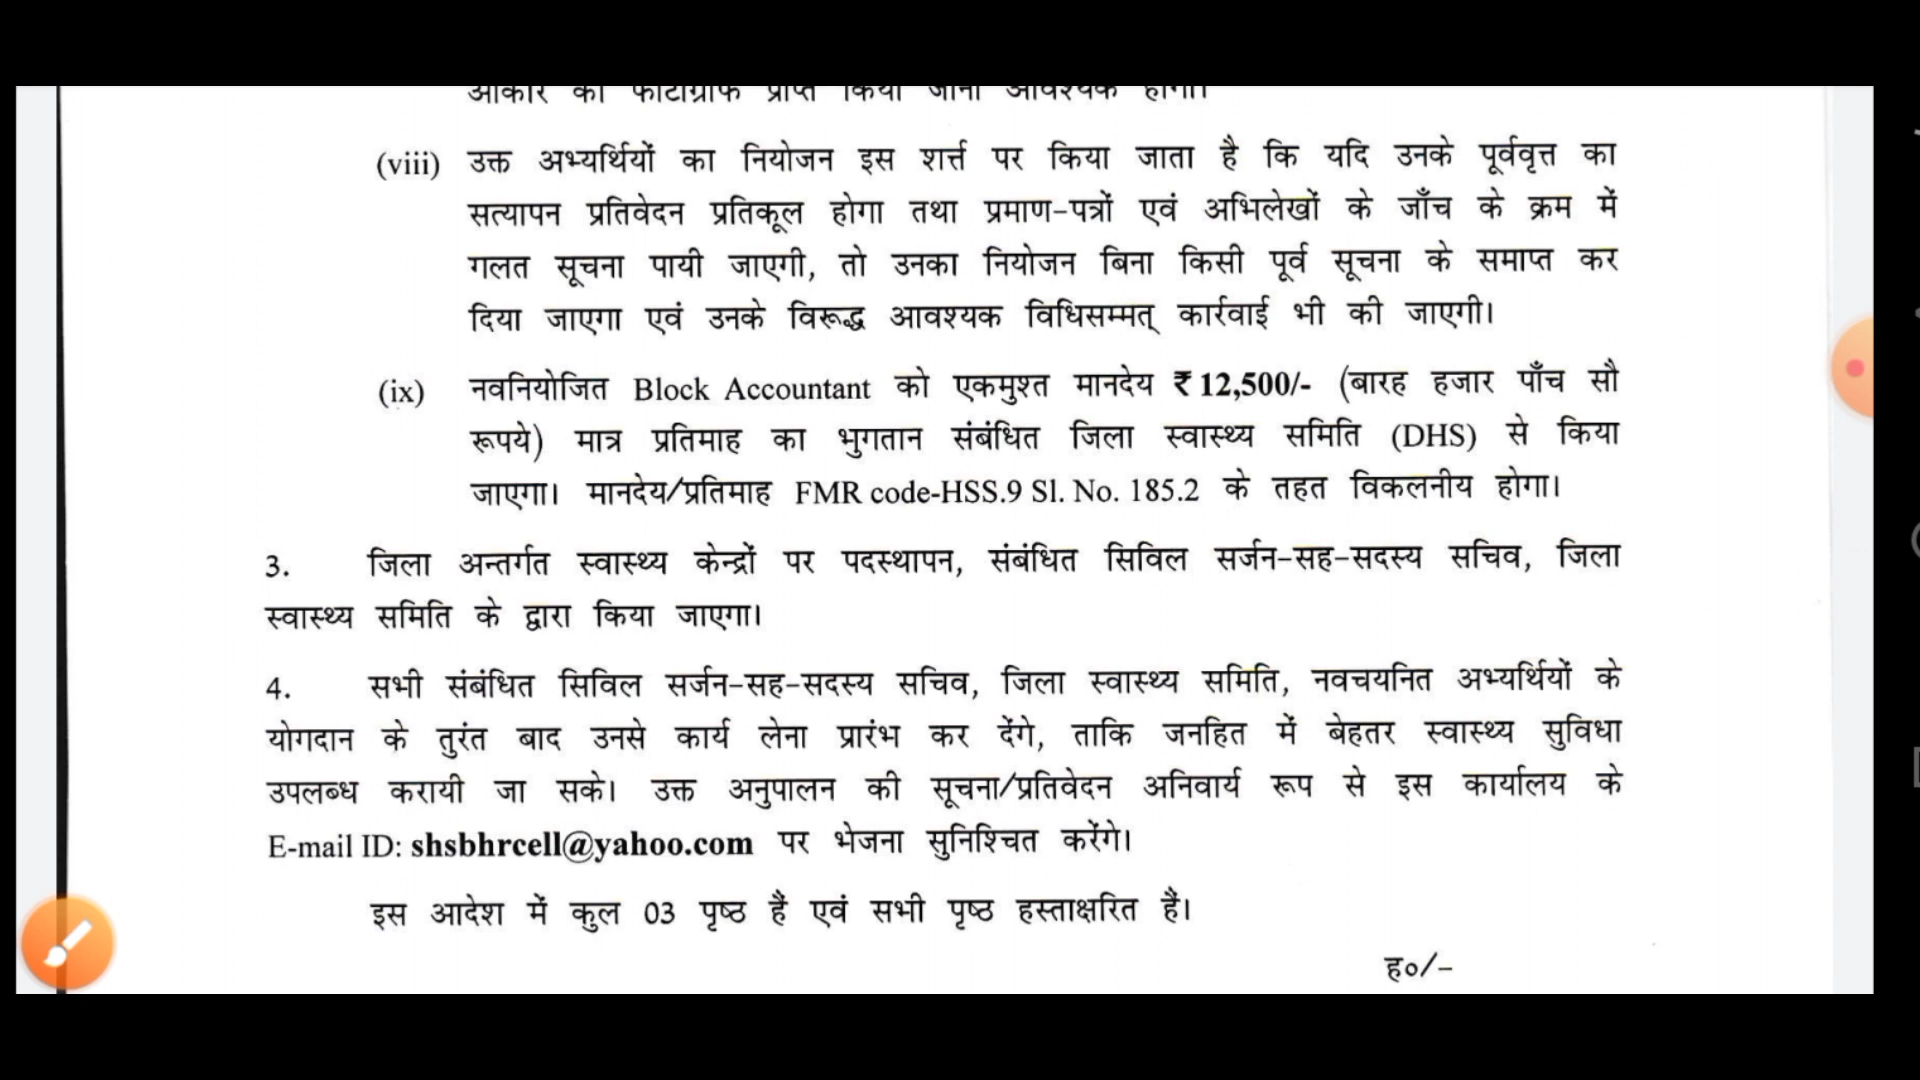 आकार का फोटोग्राफ प्राप्त किया जाना आवश्यक होगा।
(viii) उक्त अभ्यर्थियों का नियोजन इस शर्त्त पर किया जाता है कि यदि उनके पूर्ववृत्त का
सत्यापन प्रतिवेदन प्रतिकूल होगा तथा प्रमाण-पत्रों एवं अभिलेखों के जाँच के क्रम में
गलत सूचना पायी जाएगी, तो उनका नियोजन बिना किसी पूर्व सूचना के समाप्त कर
दिया जाएगा एवं उनके विरूद्ध आवश्यक विधिसम्मत् कार्रवाई भी की जाएगी।
(ix) नवनियोजित Block Accountant को एकमुश्त मानदेय ₹ 12,500/- (बारह हजार पाँच सौ
रूपये) मात्र प्रतिमाह का भुगतान संबंधित जिला स्वास्थ्य समिति (DHS) से किया
जाएगा। मानदेय/प्रतिमाह FMR code-HSS.9 Sl. No. 185.2 के तहत विकलनीय होगा।
3. जिला अन्तर्गत स्वास्थ्य केन्द्रों पर पदस्थापन, संबंधित सिविल सर्जन-सह-सदस्य सचिव, जिला
स्वास्थ्य समिति के द्वारा किया जाएगा।
4. सभी संबंधित सिविल सर्जन-सह-सदस्य सचिव, जिला स्वास्थ्य समिति, नवचयनित अभ्यर्थियों के
योगदान के तुरंत बाद उनसे कार्य लेना प्रारंभ कर देंगे, ताकि जनहित में बेहतर स्वास्थ्य सुविधा
उपलब्ध करायी जा सके। उक्त अनुपालन की सूचना/प्रतिवेदन अनिवार्य रूप से इस कार्यालय के
E-mail ID: shsbhrcell@yahoo.com पर भेजना सुनिश्चित करेंगे।
इस आदेश में कुल 03 पृष्ठ हैं एवं सभी पृष्ठ हस्ताक्षरित हैं।
ह०/-